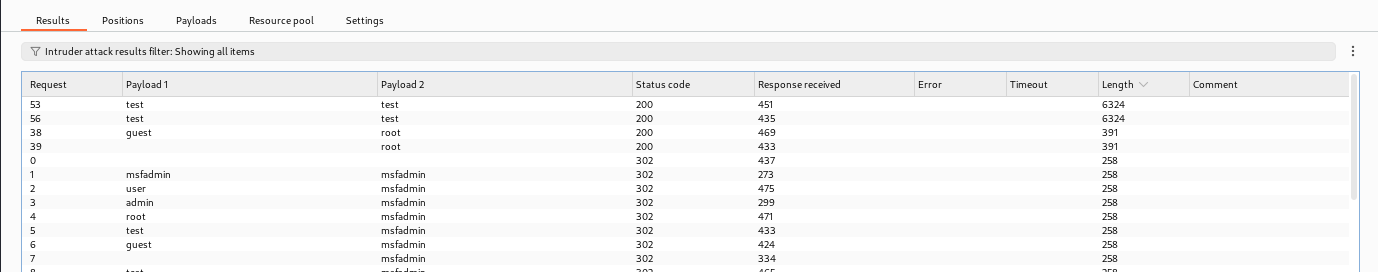 Results Positions Payloads Resource pool Settings
Intruder attack results filter: Showing all items
Request Payload 1 Payload 2 Status code Response received Error Timeout Length Comment
53 test test 200 451 6324
56 test test 200 435 6324
38 guest root 200 469 391
39 root 200 433 391
0 302 437 258
1 msfadmin msfadmin 302 273 258
2 user msfadmin 302 475 258
3 admin msfadmin 302 299 258
4 root msfadmin 302 471 258
5 test msfadmin 302 433 258
6 guest msfadmin 302 424 258
7 msfadmin 302 334 258
8 test msfadmin 302 465 258